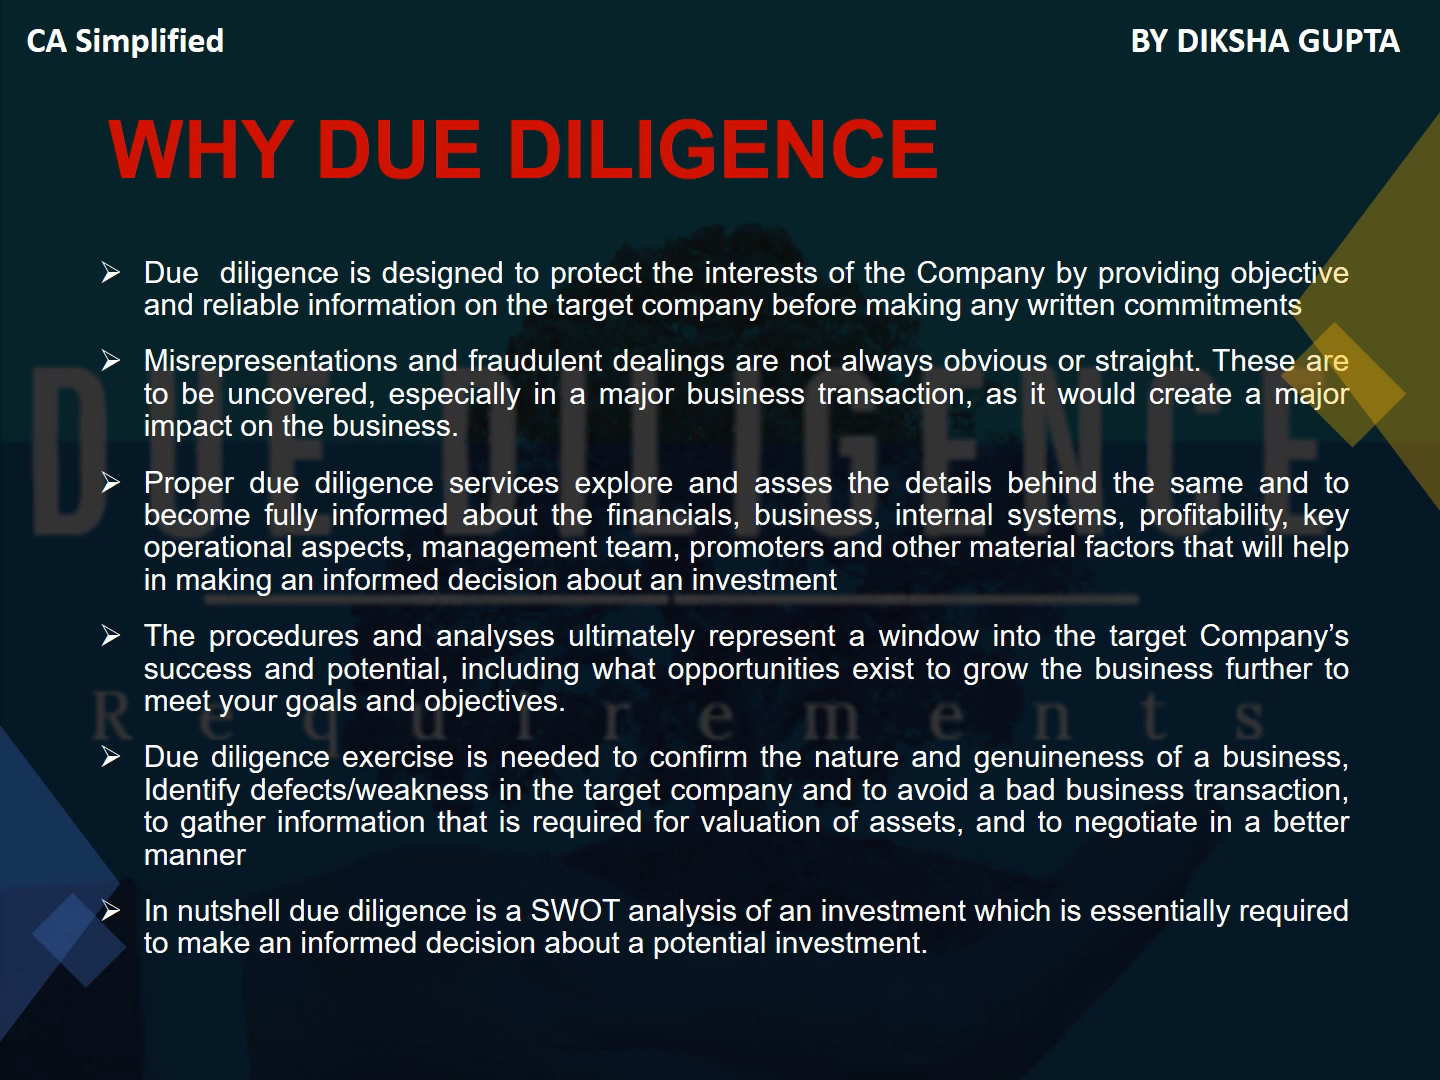 CA Simplified
BY DIKSHA GUPTA
WHY DUE DILIGENCE
➢ Due  diligence is designed to protect the interests of the Company by providing objective
and reliable information on the target company before making any written commitments
➢ Misrepresentations and fraudulent dealings are not always obvious or straight. These are
to be uncovered, especially in a major business transaction, as it would create a major
impact on the business.
➢ Proper due diligence services explore and asses the details behind the same and to
become fully informed about the financials, business, internal systems, profitability, key
operational aspects, management team, promoters and other material factors that will help
in making an informed decision about an investment
➢ The procedures and analyses ultimately represent a window into the target Company’s
success and potential, including what opportunities exist to grow the business further to
meet your goals and objectives.
➢ Due diligence exercise is needed to confirm the nature and genuineness of a business,
Identify defects/weakness in the target company and to avoid a bad business transaction,
to gather information that is required for valuation of assets, and to negotiate in a better
manner
➢ In nutshell due diligence is a SWOT analysis of an investment which is essentially required
to make an informed decision about a potential investment.
DUE DILIGENCE
Requirements